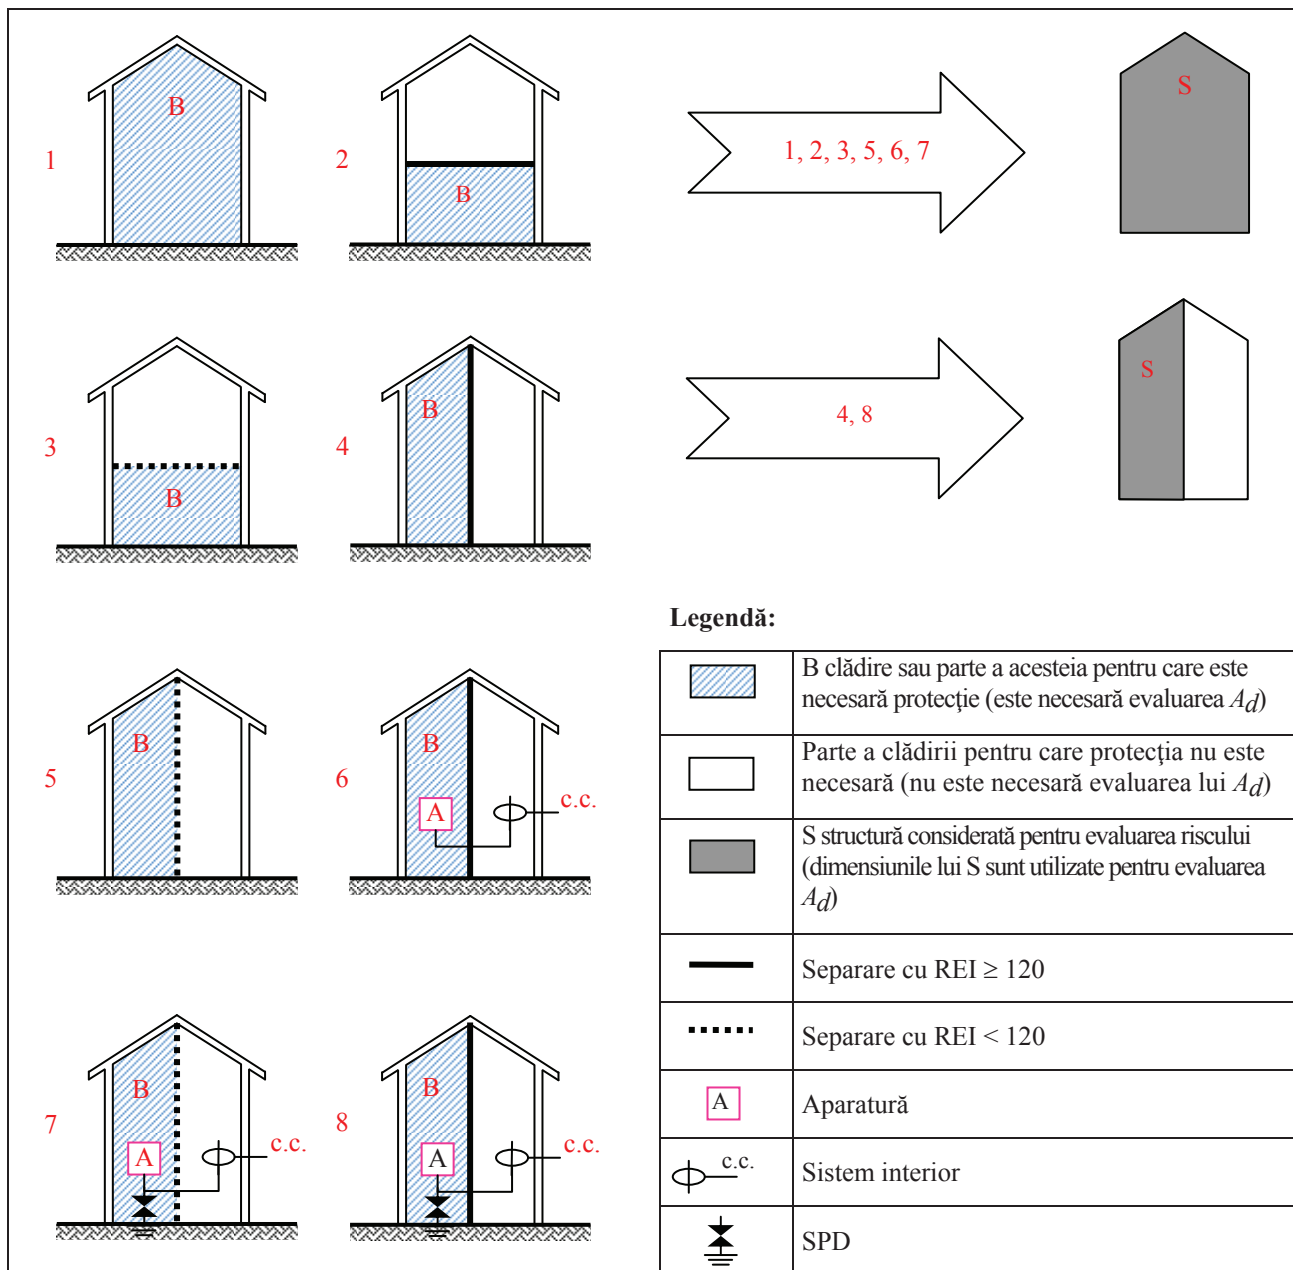 B
B
1
2
1, 2, 3, 5, 6, 7
S
B
B
3
4
4, 8
S
Legendă:
B clădire sau parte a acesteia pentru care este
necesară protecţie (este necesară evaluarea Ad)
Parte a clădirii pentru care protecţia nu este
necesară (nu este necesară evaluarea lui Ad)
S structură considerată pentru evaluarea riscului
(dimensiunile lui S sunt utilizate pentru evaluarea
Ad)
Separare cu REI ≥ 120
Separare cu REI < 120
A Aparatură
c.c. Sistem interior
SPD
5
B
6
B
A
c.c.
7
B
A
c.c.
8
B
A
c.c.